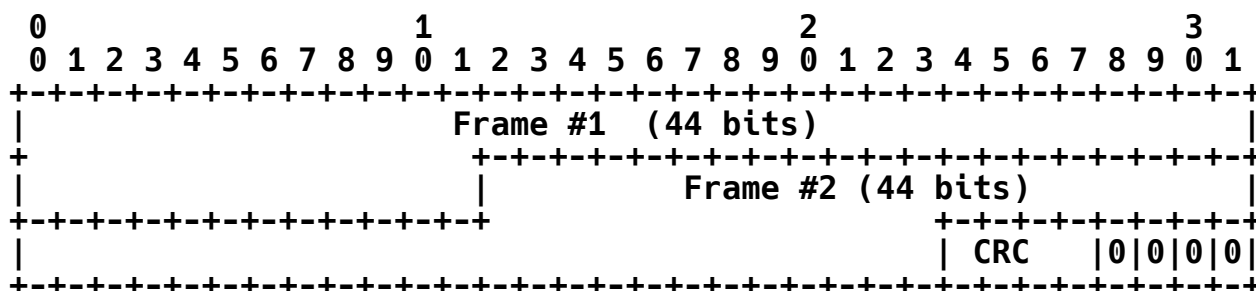 0                   1                   2                   3
 0 1 2 3 4 5 6 7 8 9 0 1 2 3 4 5 6 7 8 9 0 1 2 3 4 5 6 7 8 9 0 1
+-+-+-+-+-+-+-+-+-+-+-+-+-+-+-+-+-+-+-+-+-+-+-+-+-+-+-+-+-+-+-+-+
|                      Frame #1  (44 bits)                      |
+                       +-+-+-+-+-+-+-+-+-+-+-+-+-+-+-+-+-+-+-+-+
|                       |          Frame #2 (44 bits)           |
+-+-+-+-+-+-+-+-+-+-+-+-+                       +-+-+-+-+-+-+-+-+
|                                               | CRC   |0|0|0|0|
+-+-+-+-+-+-+-+-+-+-+-+-+-+-+-+-+-+-+-+-+-+-+-+-+-+-+-+-+-+-+-+-+